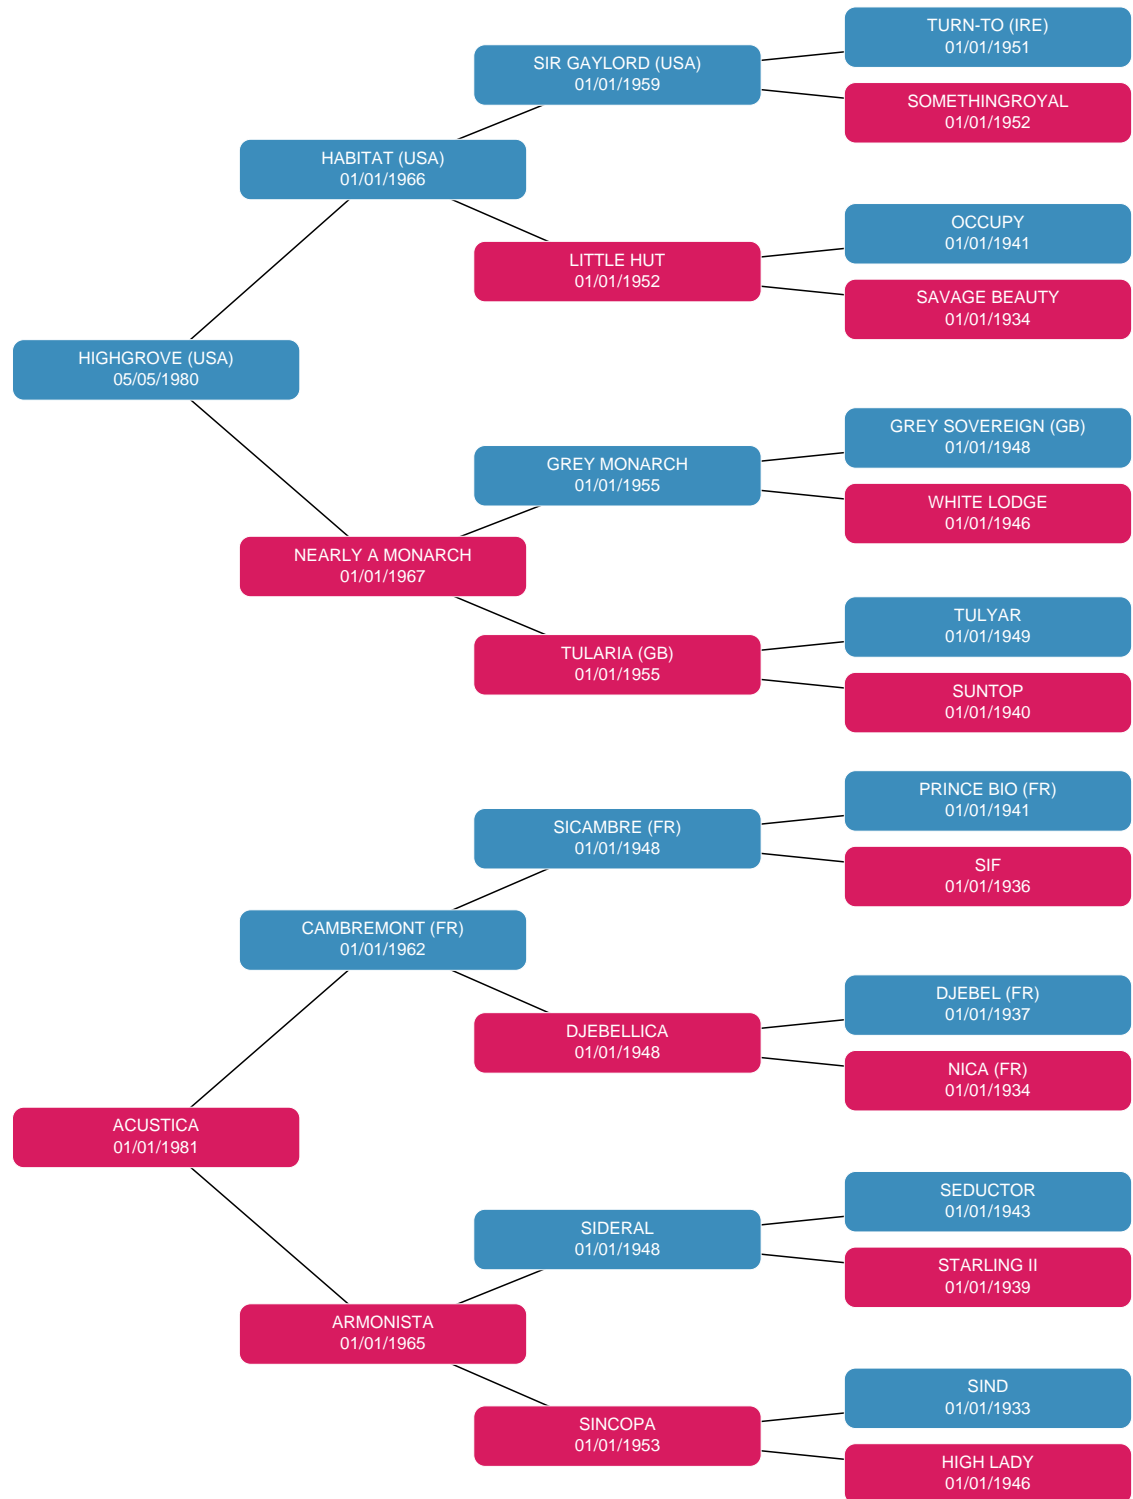 TURN-TO (IRE)
01/01/1951
SIR GAYLORD (USA)
01/01/1959
SOMETHINGROYAL
01/01/1952
HABITAT (USA)
01/01/1966
OCCUPY
01/01/1941
LITTLE HUT
01/01/1952
SAVAGE BEAUTY
01/01/1934
HIGHGROVE (USA)
05/05/1980
GREY SOVEREIGN (GB)
01/01/1948
GREY MONARCH
01/01/1955
WHITE LODGE
01/01/1946
NEARLY A MONARCH
01/01/1967
TULYAR
01/01/1949
TULARIA (GB)
01/01/1955
SUNTOP
01/01/1940
PRINCE BIO (FR)
01/01/1941
SICAMBRE (FR)
01/01/1948
SIF
01/01/1936
CAMBREMONT (FR)
01/01/1962
DJEBEL (FR)
01/01/1937
DJEBELLICA
01/01/1948
NICA (FR)
01/01/1934
ACUSTICA
01/01/1981
SEDUCTOR
01/01/1943
SIDERAL
01/01/1948
STARLING II
01/01/1939
ARMONISTA
01/01/1965
SIND
01/01/1933
SINCOPA
01/01/1953
HIGH LADY
01/01/1946